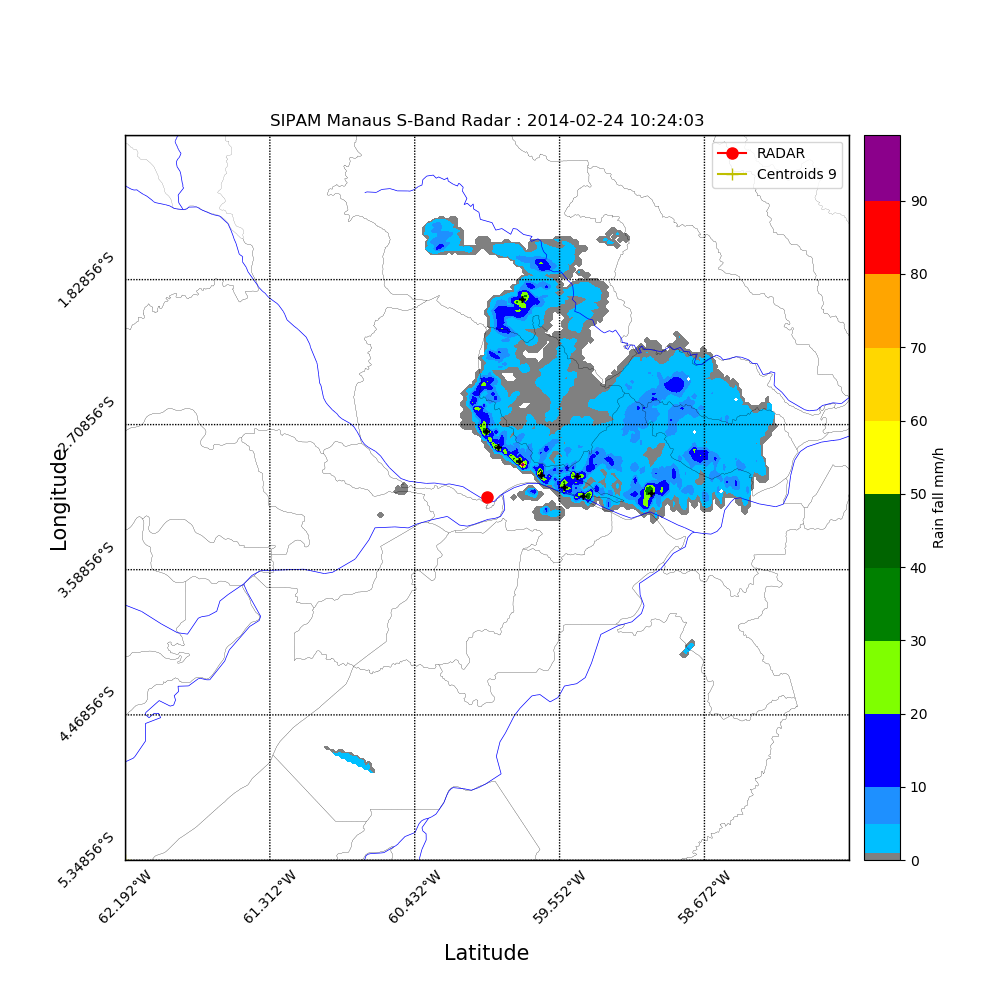 SIPAM Manaus S-Band Radar : 2014-02-24 10:24:03
RADAR
Centroids 9
1.82856°S
2.70856°S
3.58856°S
4.46856°S
5.34856°S
Longitude
62.192°W
61.312°W
60.432°W
59.552°W
58.672°W
Latitude
90
80
70
60
50
40
30
20
10
0
Rain fall mm/h